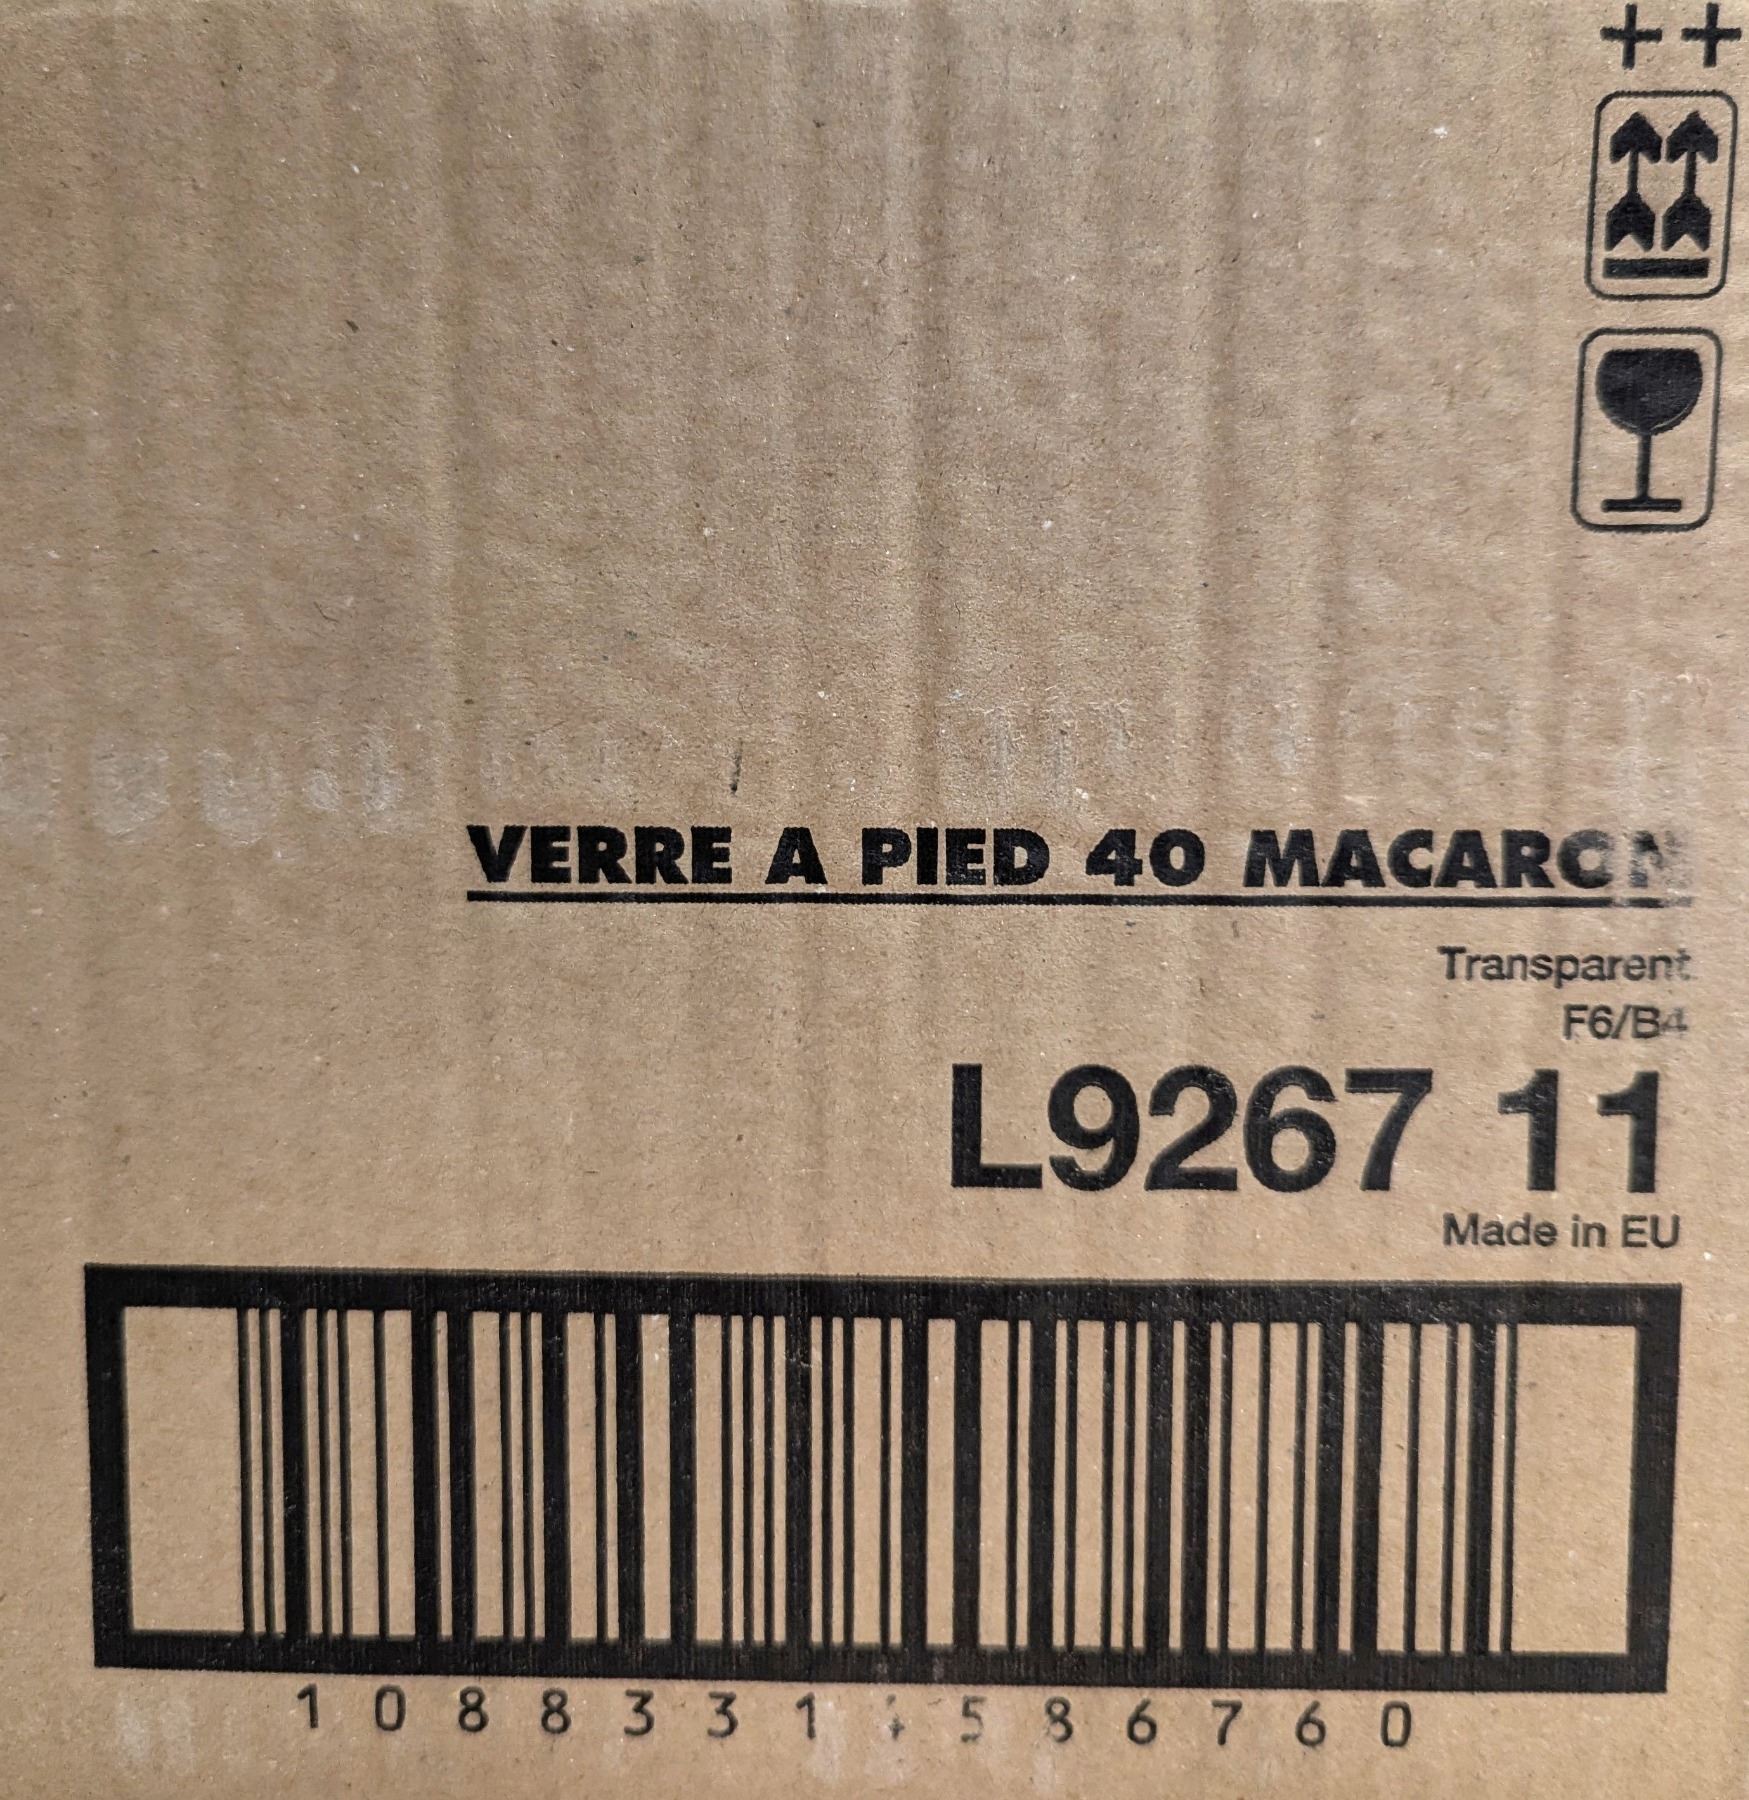 ++
VERRE A PIED 40 MACARON
Transparent
F6/B4
L9267 11
Made in EU
1 0 8 8 3 3 1 4 5 8 6 7 6 0